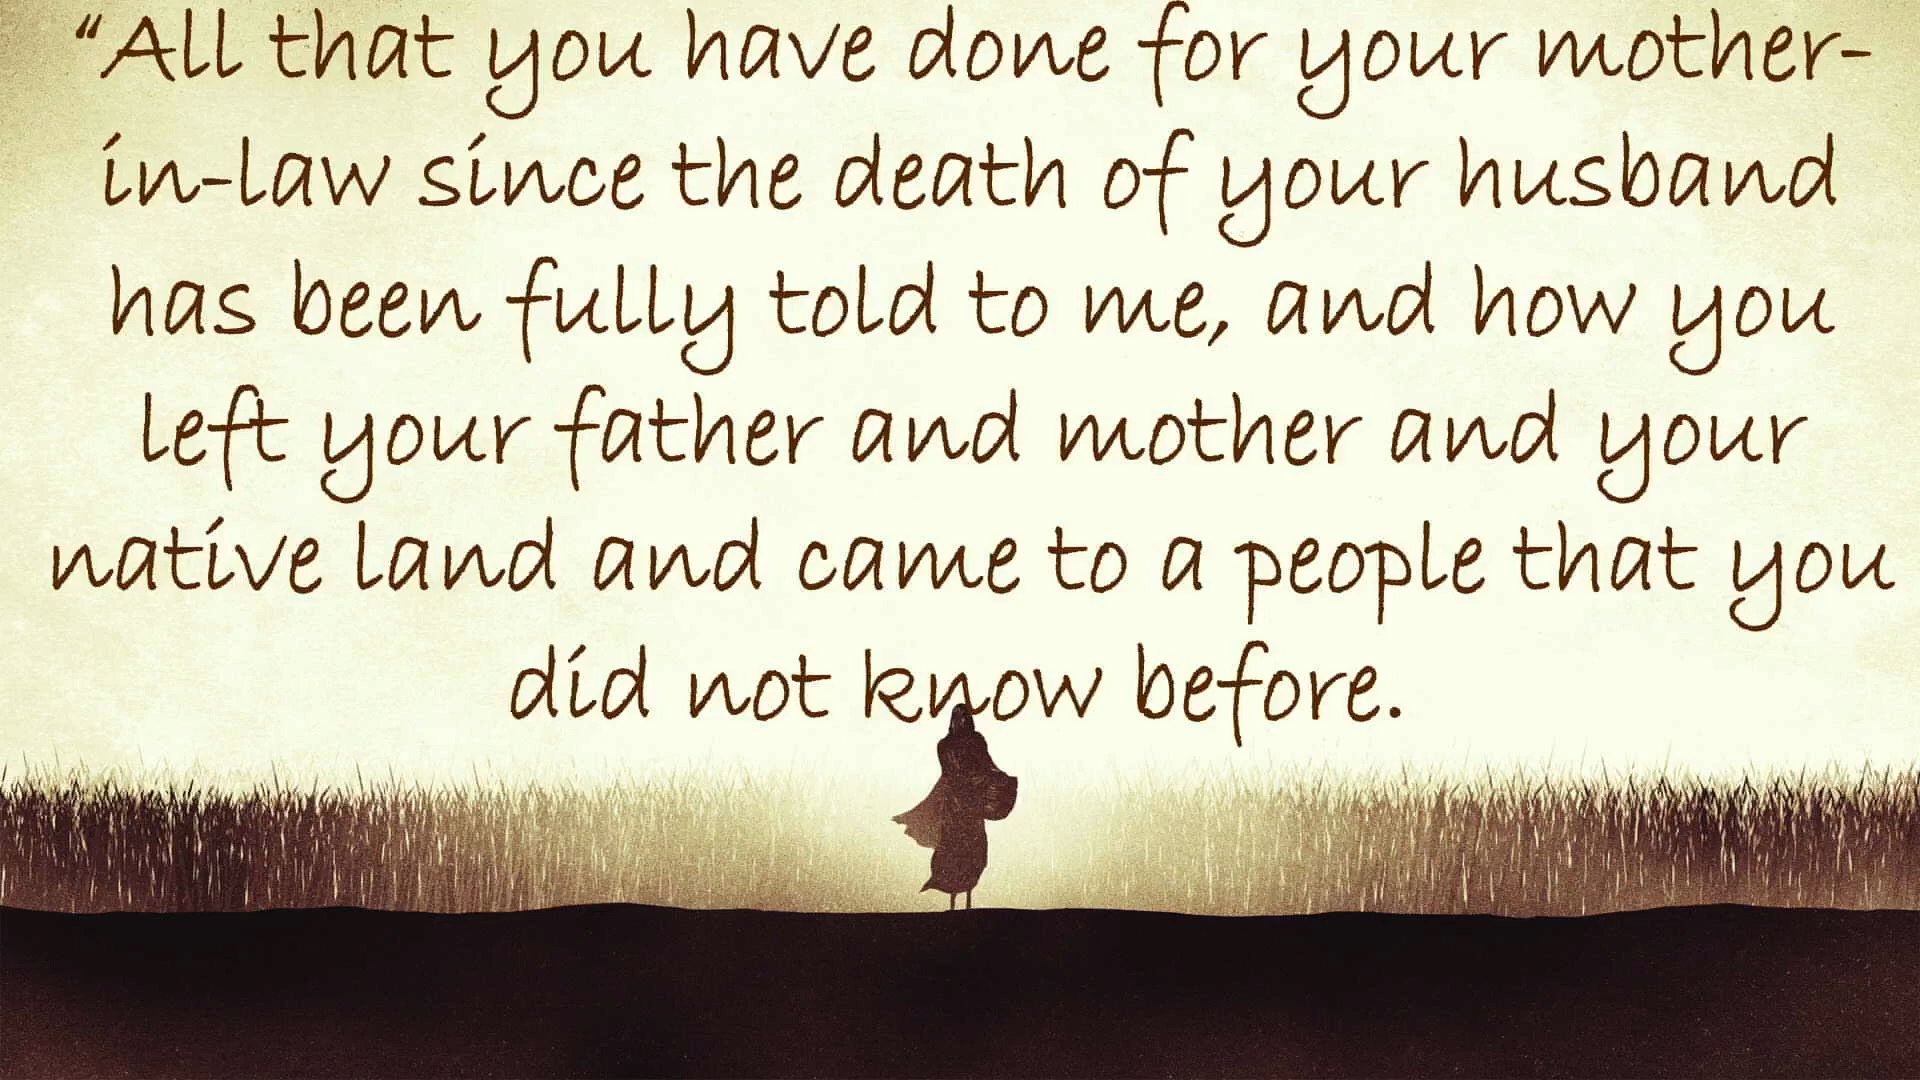 “All that you have done for your mother-
in-law since the death of your husband
has been fully told to me, and how you
left your father and mother and your
native land and came to a people that you
did not know before.